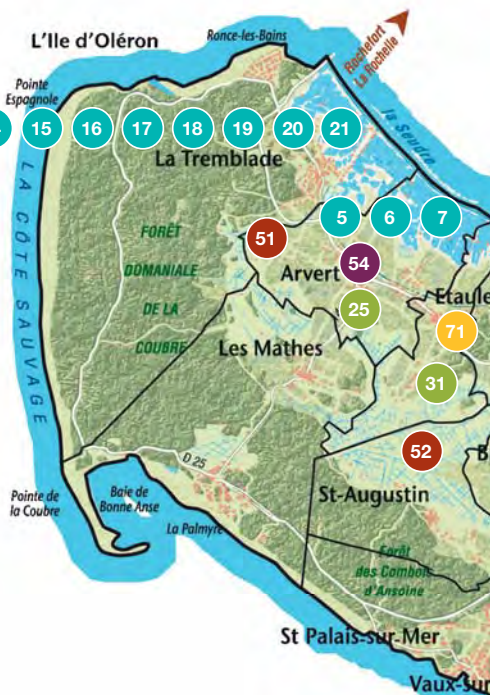 L'Ile d'Oléron
Ronce-les-Bains
Rochefort
La Rochelle
Pointe
Espagnole
la Seudre
15 16 17 18 19 20 21
La Tremblade
LA CÔTE SAUVAGE
5 6 7
51
FORÊT
DOMANIALE
DE LA
COUBRE
54
Arvert
25
Etaule
71
Les Mathes
31
52
B
D 25
St-Augustin
Pointe de
la Coubre
Baie de
Bonne Anse
La Palmyre
Forêt
des Combots
d'Ansoine
St Palais-sur-Mer
Vaux-sur